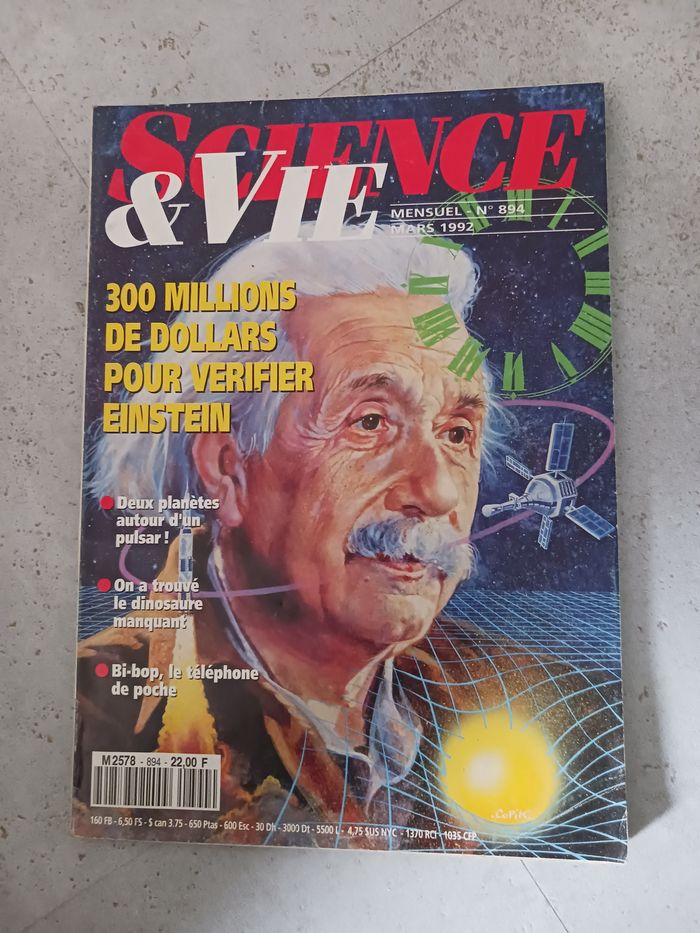 SCIENCE
& VIE
MENSUEL - N° 894
MARS 1992
300 MILLIONS
DE DOLLARS
POUR VERIFIER
EINSTEIN
Deux planètes
autour d'un
pulsar !
On a trouvé
le dinosaure
manquant
Bi-bop, le téléphone
de poche
M 2578 - 894 - 22,00 F
160 FB - 6,50 FS - $ can 3.75 - 650 Ptas - 600 Esc - 30 Dh - 3000 Dt - 5500 L - 4,75 $US NYC - 1370 RCI - 1035 CFP